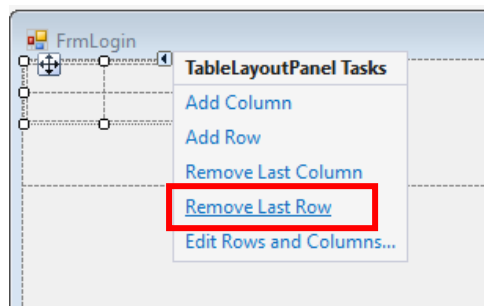 FrmLogin
TableLayoutPanel Tasks
Add Column
Add Row
Remove Last Column
Remove Last Row
Edit Rows and Columns...